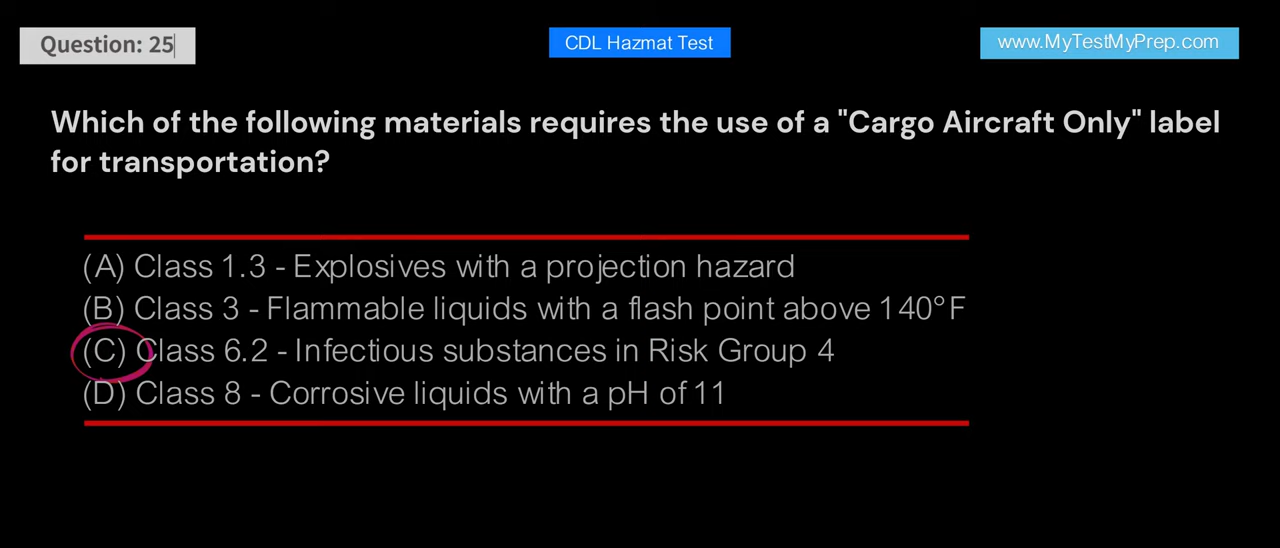 Question: 25
CDL Hazmat Test
www.MyTestMyPrep.com
Which of the following materials requires the use of a "Cargo Aircraft Only" label
for transportation?
(A) Class 1.3 - Explosives with a projection hazard
(B) Class 3 - Flammable liquids with a flash point above 140°F
(C) Class 6.2 - Infectious substances in Risk Group 4
(D) Class 8 - Corrosive liquids with a pH of 11